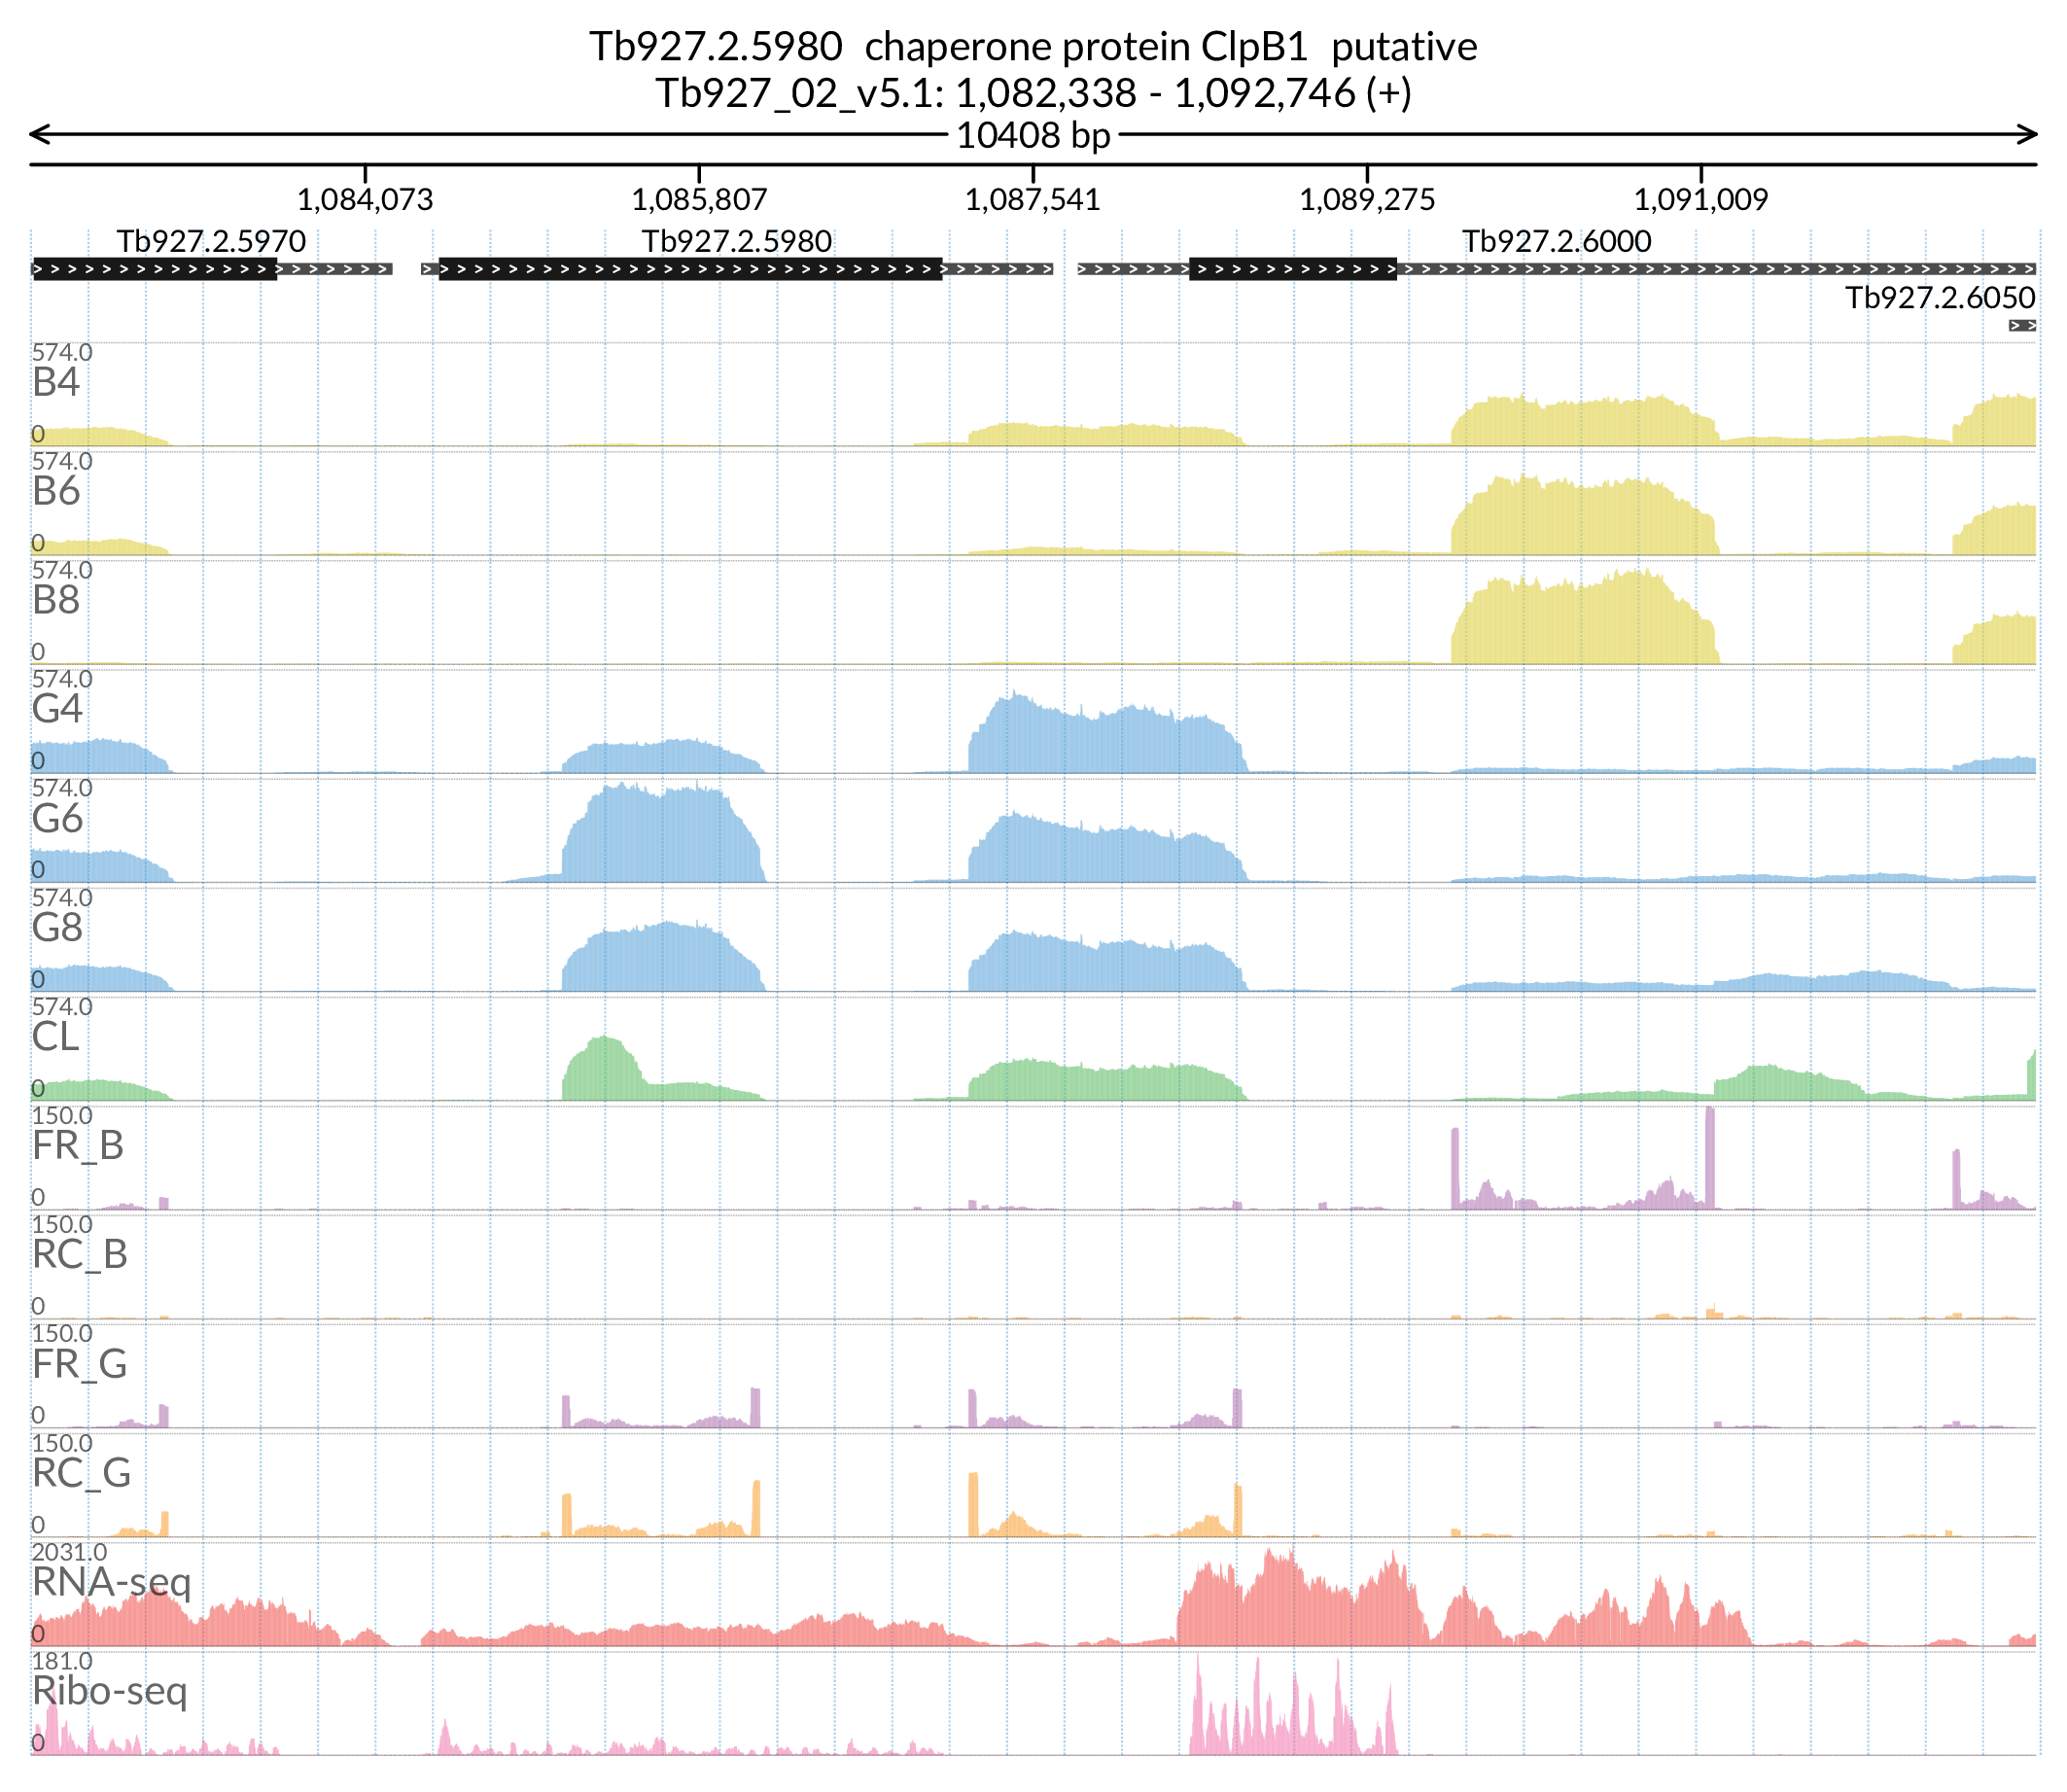 Tb927.2.5980 chaperone protein ClpB1 putative
Tb927_02_v5.1: 1,082,338 - 1,092,746 (+)
10408 bp
1,084,073 1,085,807 1,087,541 1,089,275 1,091,009
Tb927.2.5970 Tb927.2.5980 Tb927.2.6000
Tb927.2.6050
574.0
B4
0
574.0
B6
0
574.0
B8
0
574.0
G4
0
574.0
G6
0
574.0
G8
0
574.0
CL
0
150.0
FR_B
0
150.0
RC_B
0
150.0
FR_G
0
150.0
RC_G
0
2031.0
RNA-seq
0
181.0
Ribo-seq
0